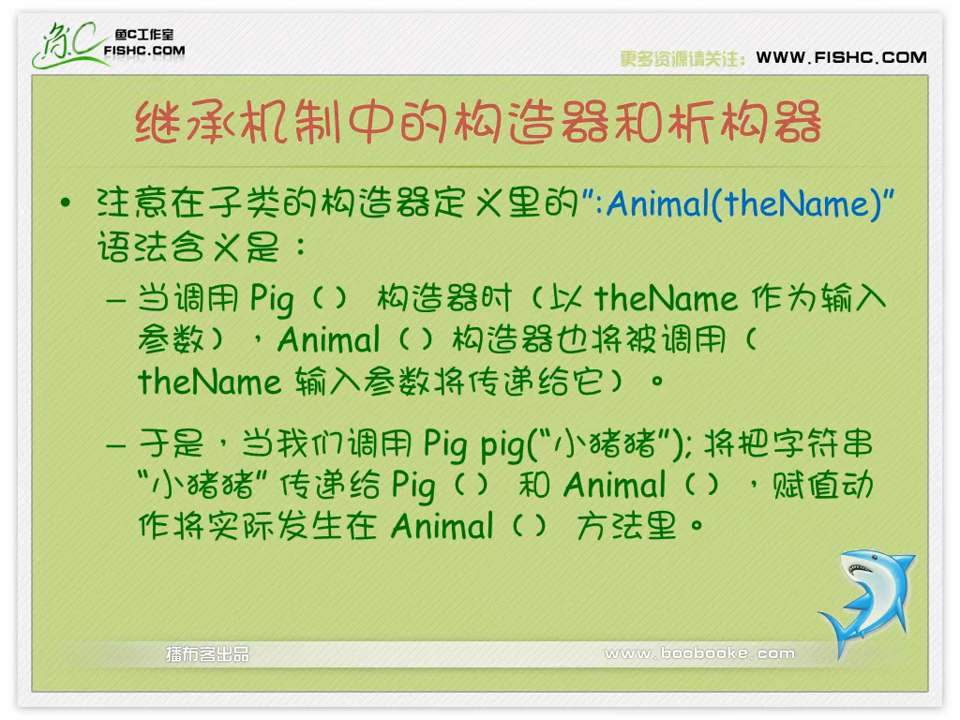 鱼C工作室
FISHC.COM
更多资源请关注：WWW.FISHC.COM
继承机制中的构造器和析构器
• 注意在子类的构造器定义里的”:Animal(theName)”
语法含义是：
– 当调用 Pig（） 构造器时（以 theName 作为输入
参数），Animal（）构造器也将被调用（
theName 输入参数将传递给它）。
– 于是，当我们调用 Pig pig(“小猪猪”); 将把字符串
“小猪猪” 传递给 Pig（） 和 Animal（），赋值动
作将实际发生在 Animal（） 方法里。
播布客出品
www.boobooke.com